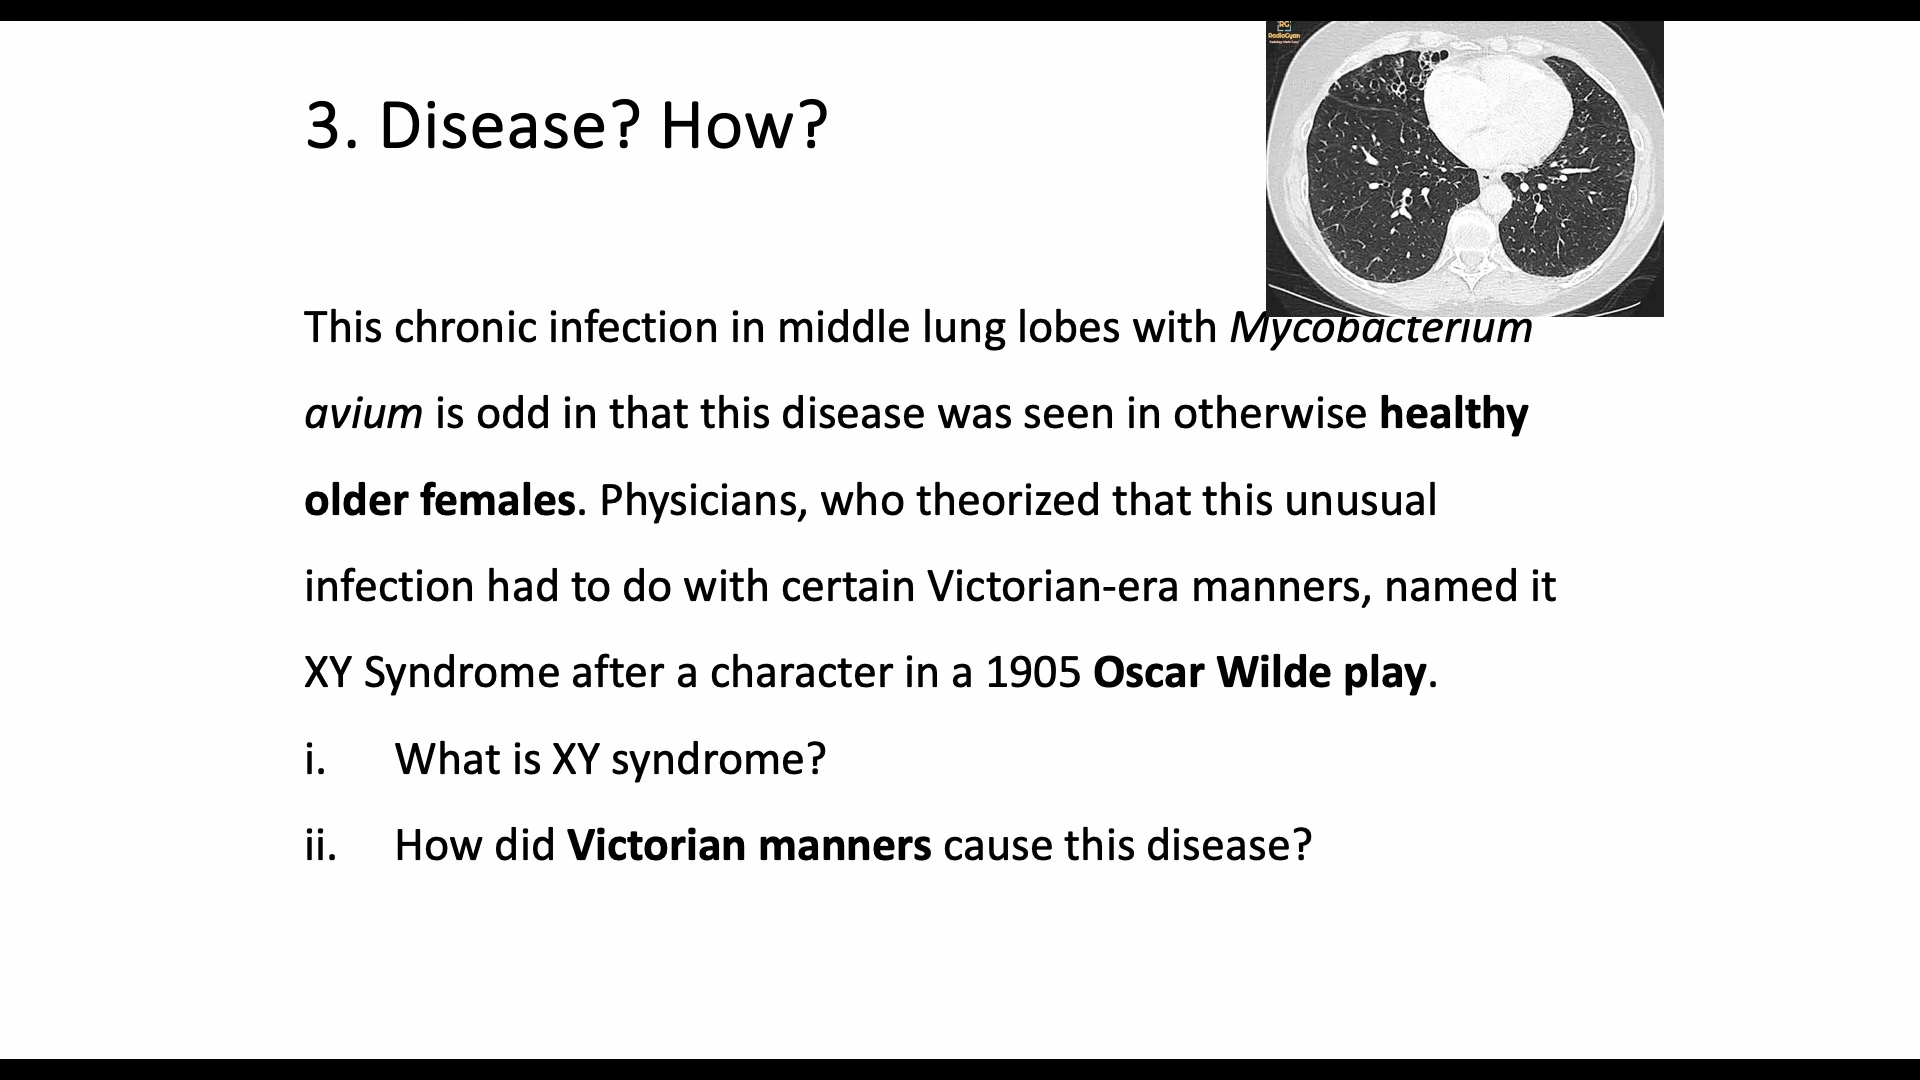 RG
RadioGyan
3. Disease? How?
This chronic infection in middle lung lobes with Mycobacterium
avium is odd in that this disease was seen in otherwise healthy
older females. Physicians, who theorized that this unusual
infection had to do with certain Victorian-era manners, named it
XY Syndrome after a character in a 1905 Oscar Wilde play.
i. What is XY syndrome?
ii. How did Victorian manners cause this disease?